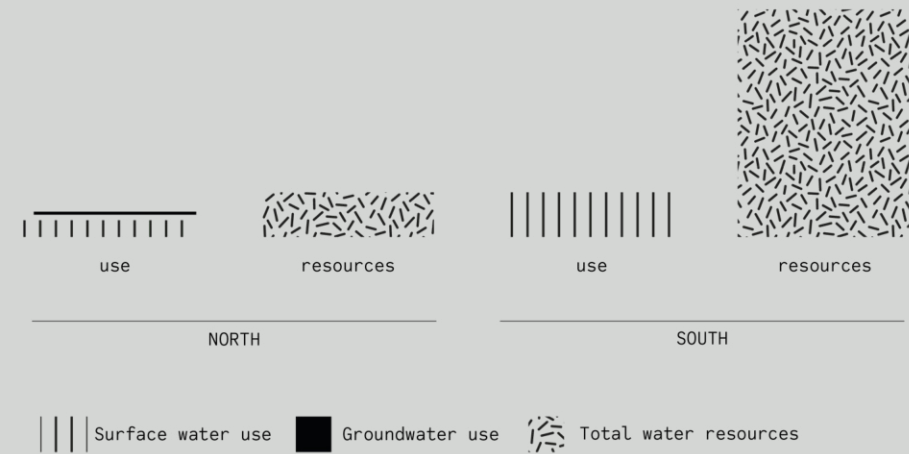 use
resources
use
resources
NORTH
SOUTH
Surface water use
Groundwater use
Total water resources